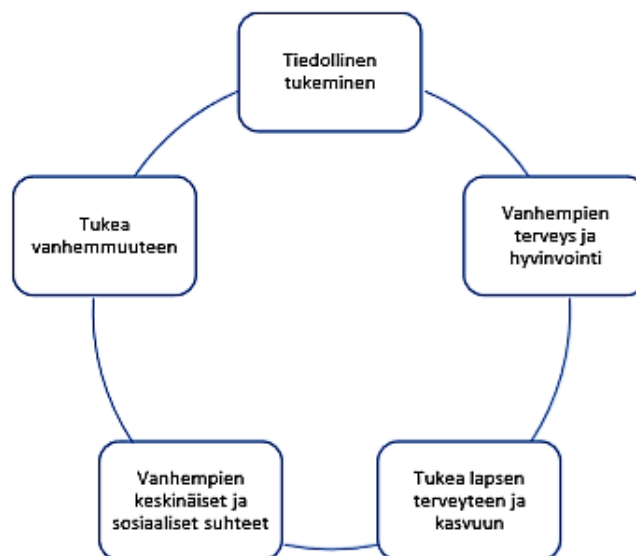 Tiedollinen
tukeminen
Vanhempien
terveys ja
hyvinvointi
Tukea lapsen
terveyteen ja
kasvuun
Vanhempien
keskinäiset ja
sosiaaliset suhteet
Tukea
vanhemmuuteen